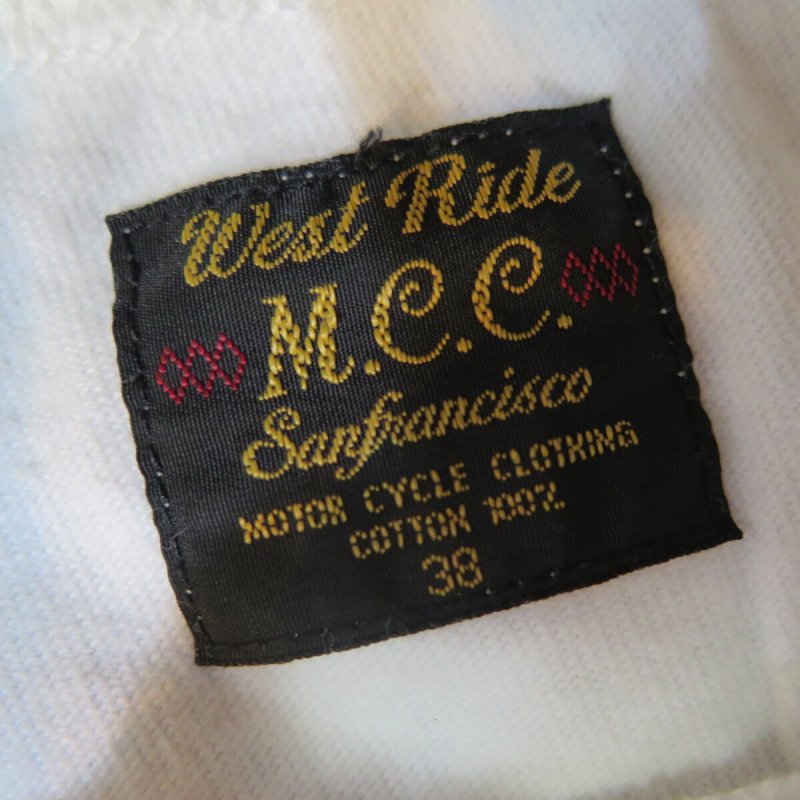 West Ride
M.C.C.
Sanfrancisco
MOTOR CYCLE CLOTHING
COTTON 100%
38